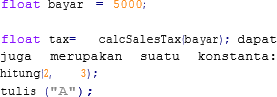 float bayar = 5000;
float tax= calcSalesTax(bayar); dapat
juga merupakan suatu konstanta:
hitung(2, 3);
tulis ("A");